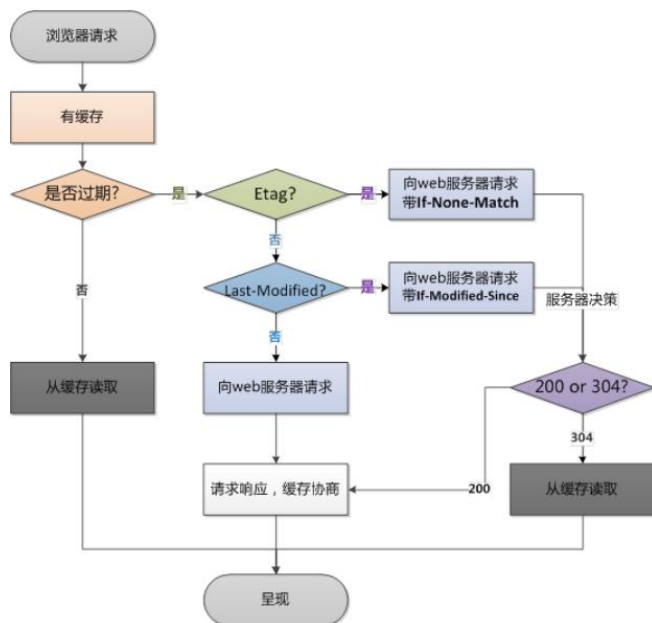 浏览器请求
有缓存
是否过期?
是
Etag?
是
向web服务器请求
带If-None-Match
否
否
Last-Modified?
是
向web服务器请求
带If-Modified-Since
服务器决策
否
从缓存读取
向web服务器请求
200 or 304?
304
请求响应，缓存协商
200
从缓存读取
呈现